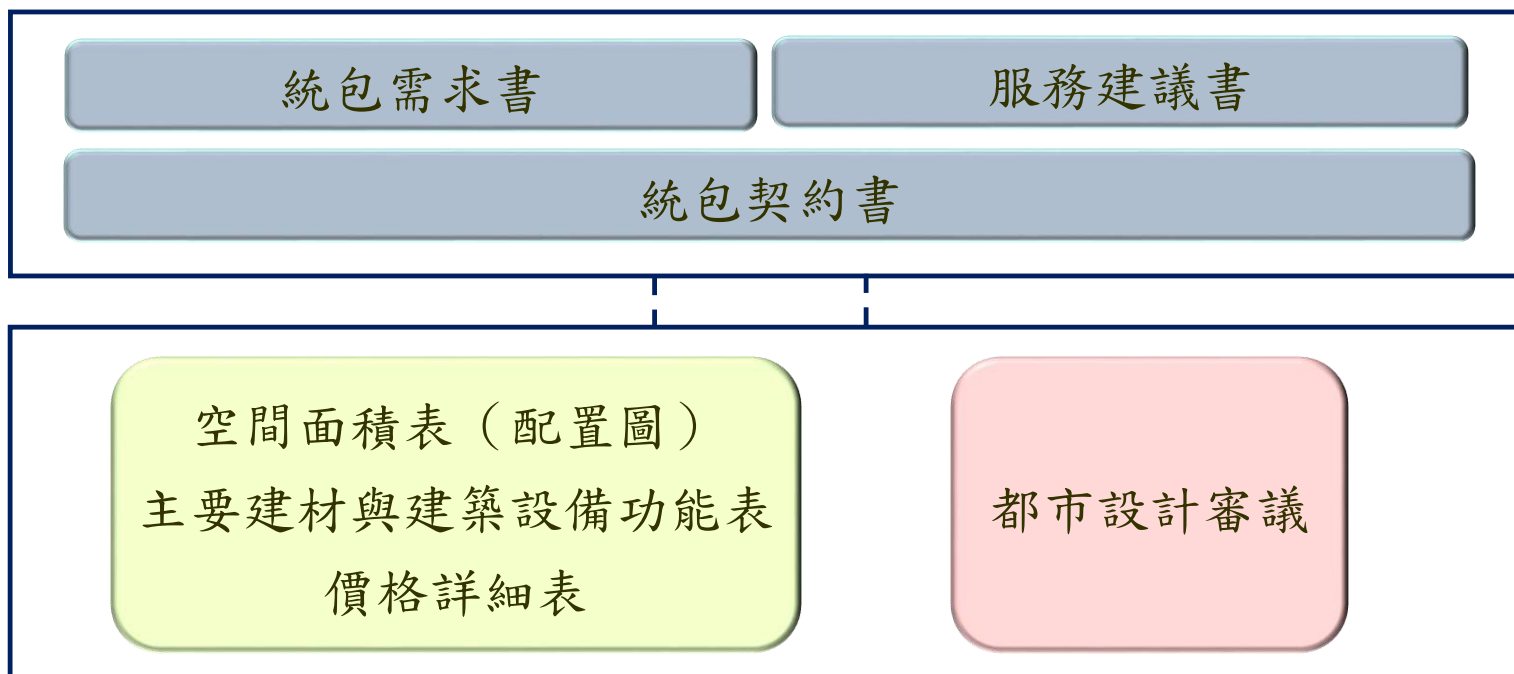 統包需求書
服務建議書
統包契約書
空間面積表（配置圖）
主要建材與建築設備功能表
價格詳細表
都市設計審議